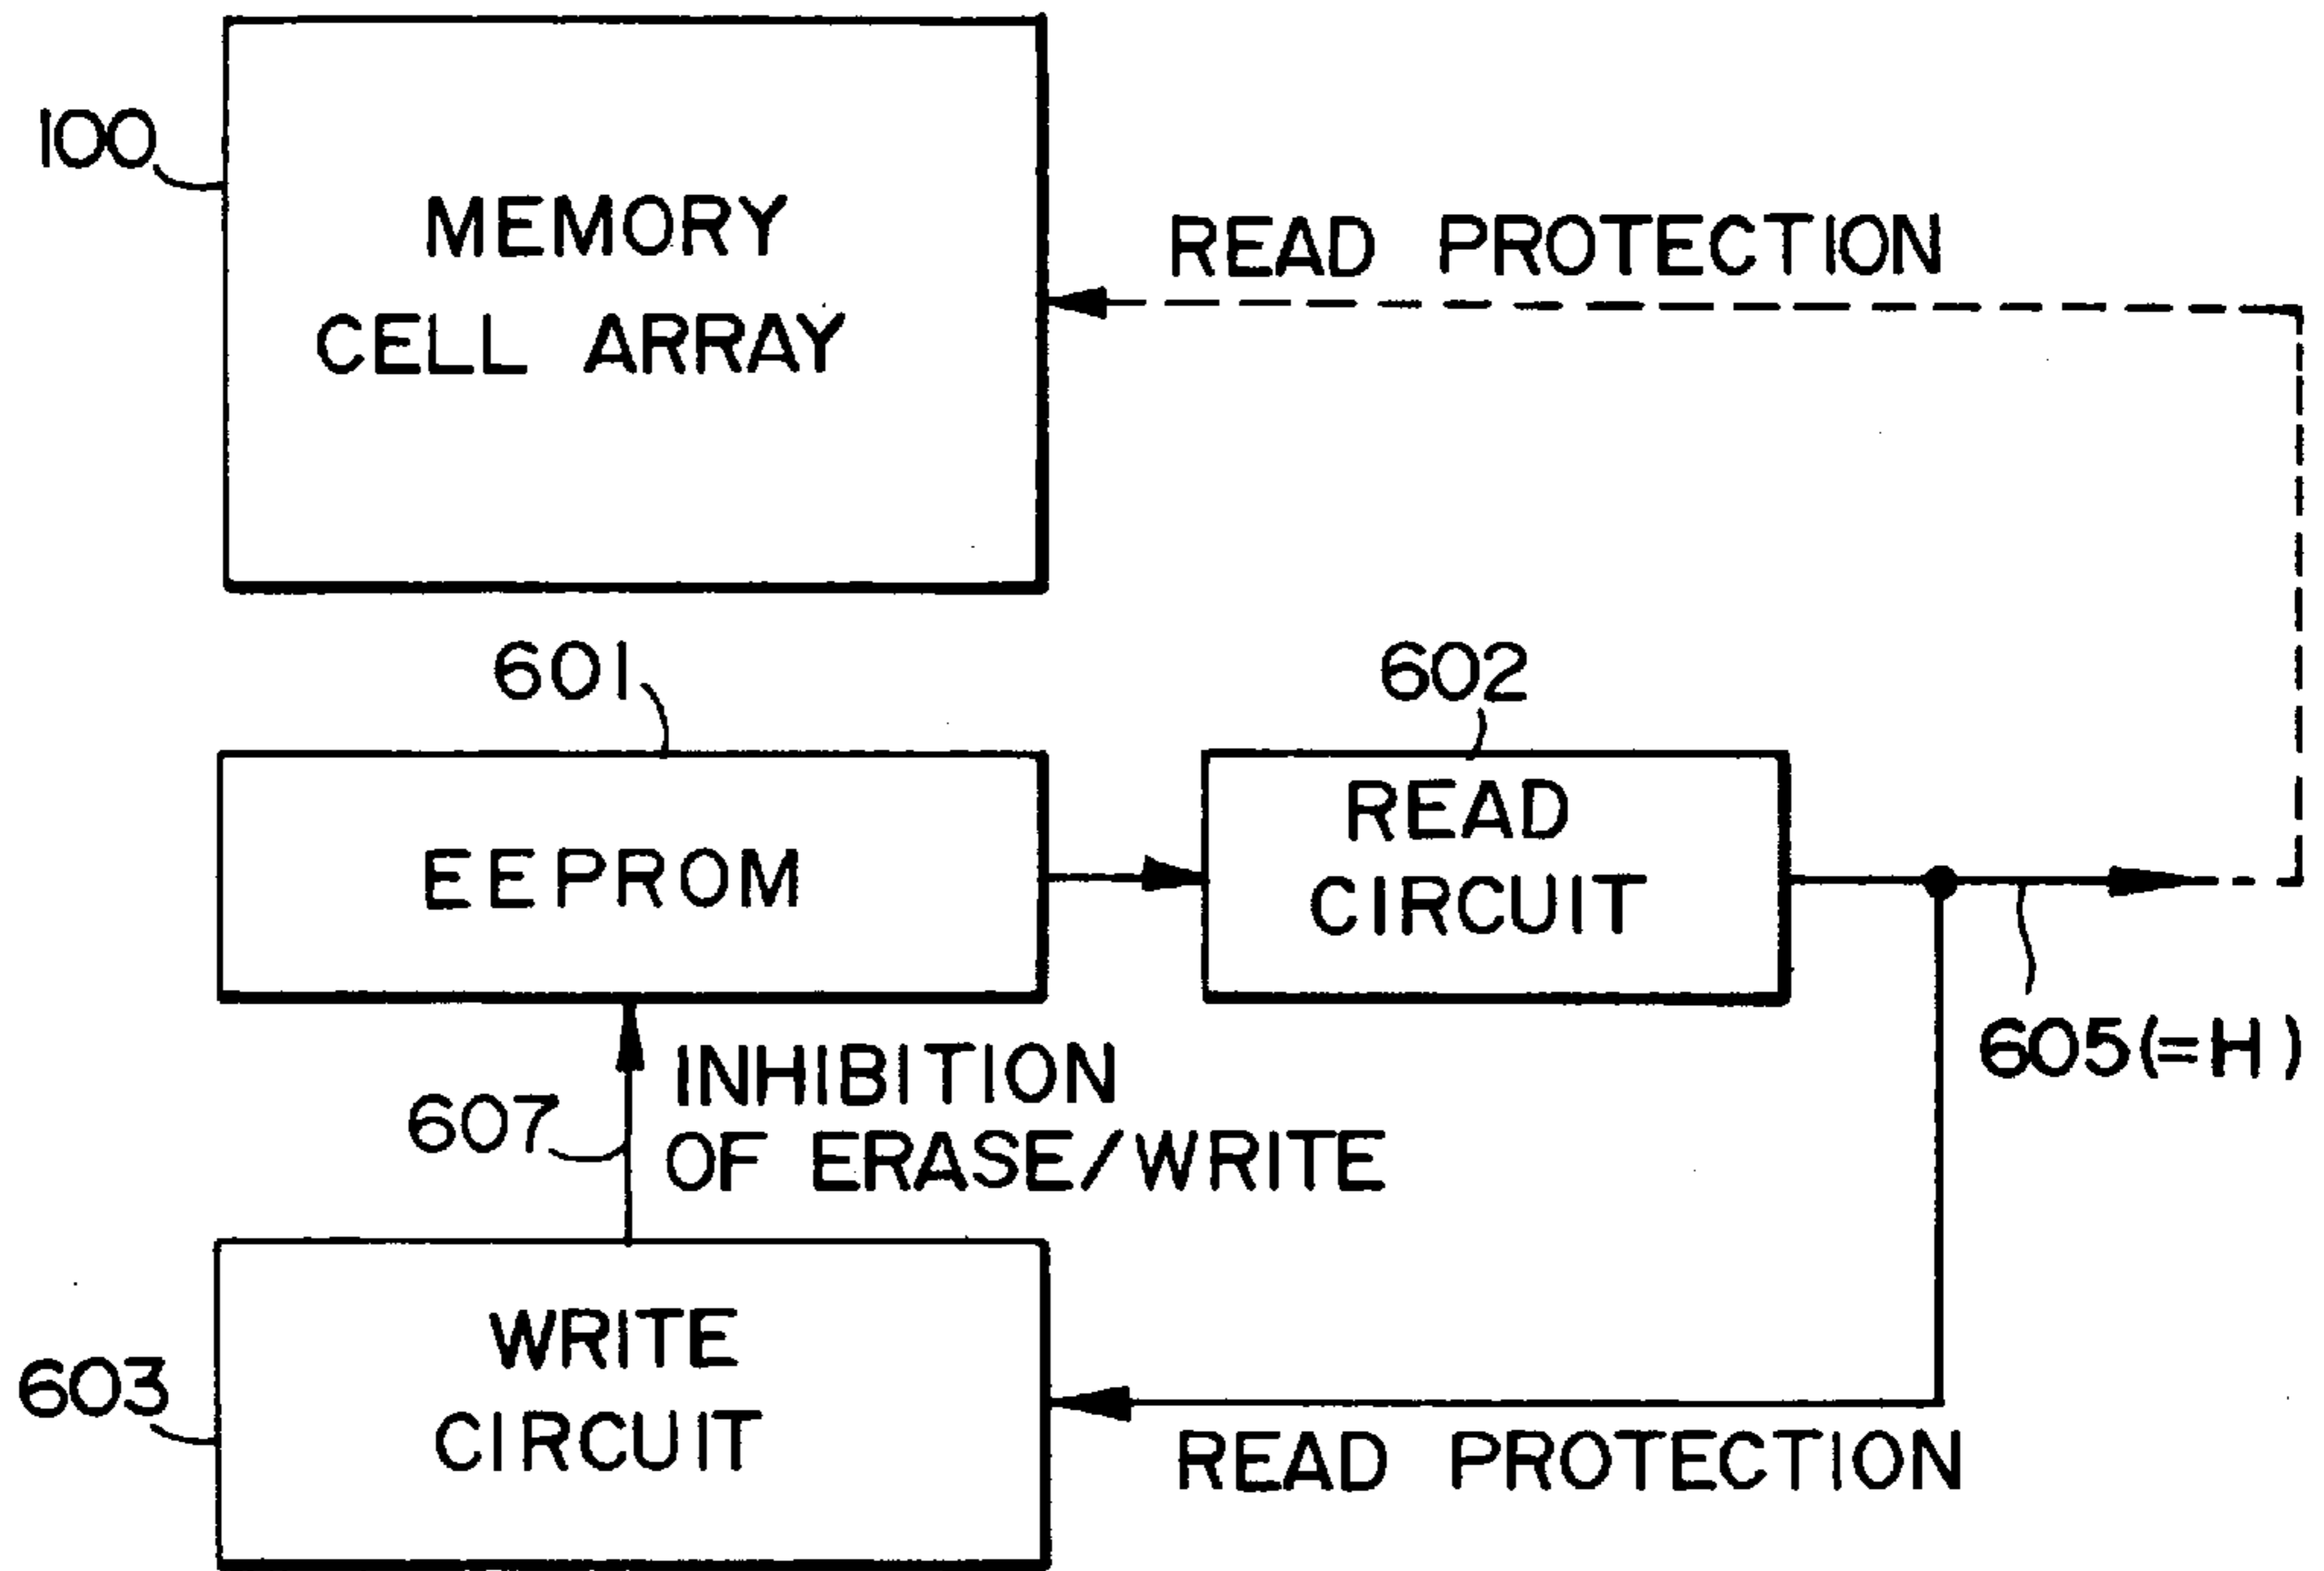 100
MEMORY
CELL ARRAY
READ PROTECTION
601
602
EEPROM
READ
CIRCUIT
605(=H)
607
INHIBITION
OF ERASE/WRITE
603
WRITE
CIRCUIT
READ PROTECTION